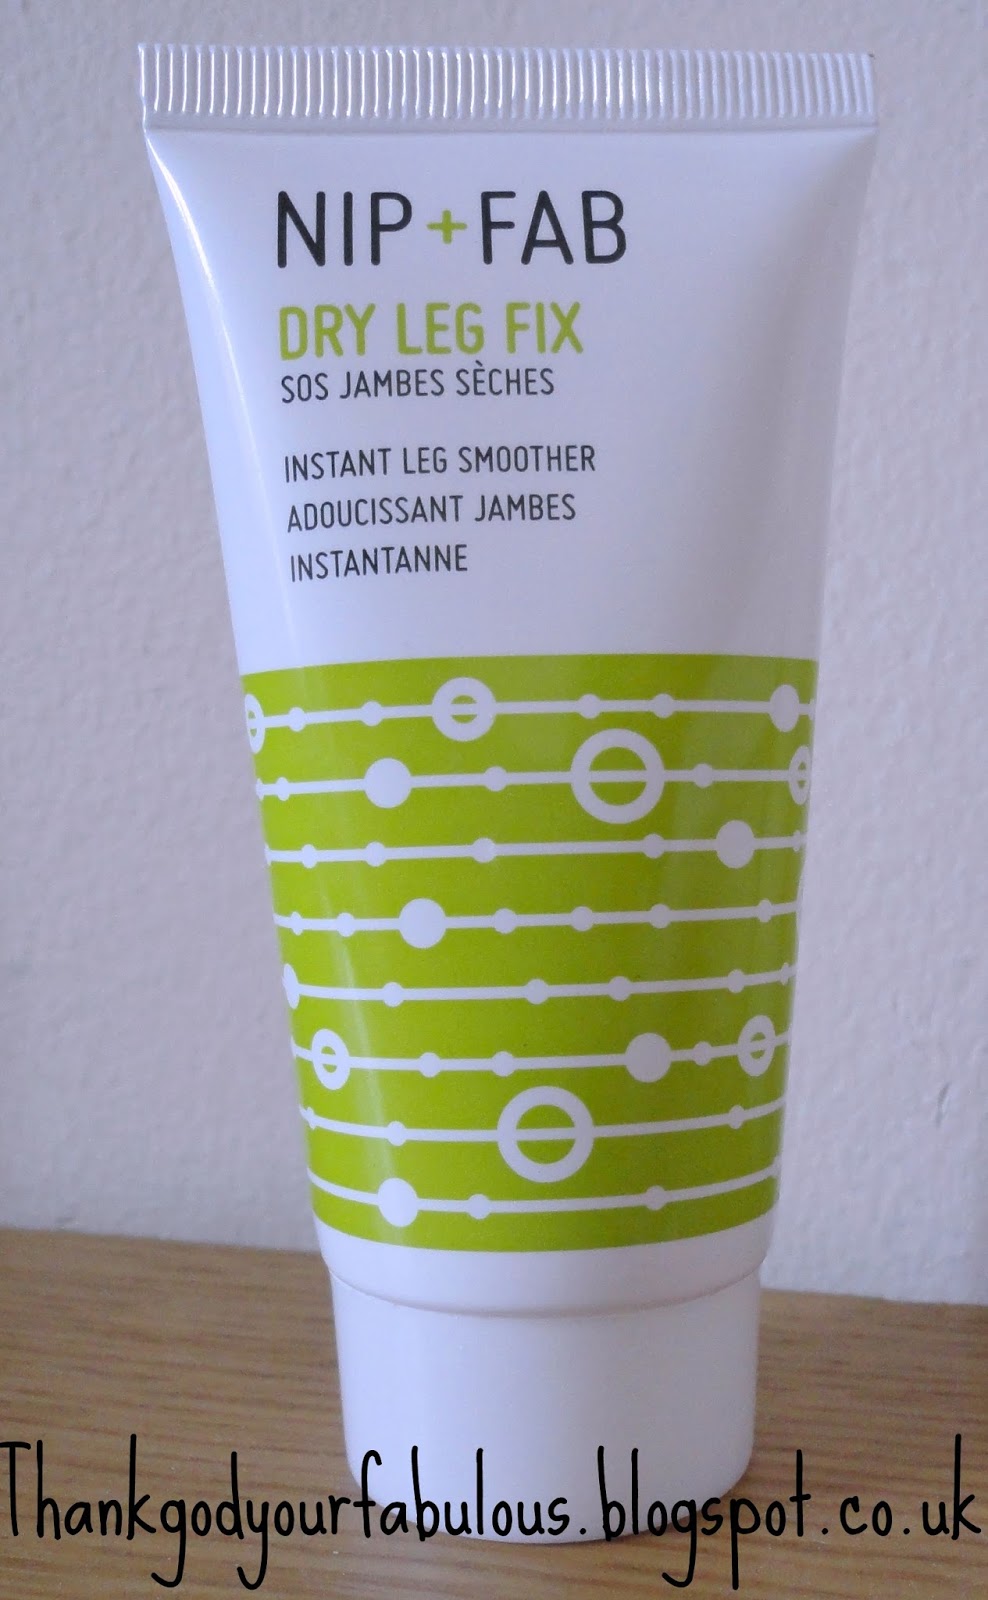 NIP+FAB
DRY LEG FIX
SOS JAMBES SÈCHES
INSTANT LEG SMOOTHER
ADOUCISSANT JAMBES
INSTANTANNE
Thankgodyourfabulous.blogspot.co.uk